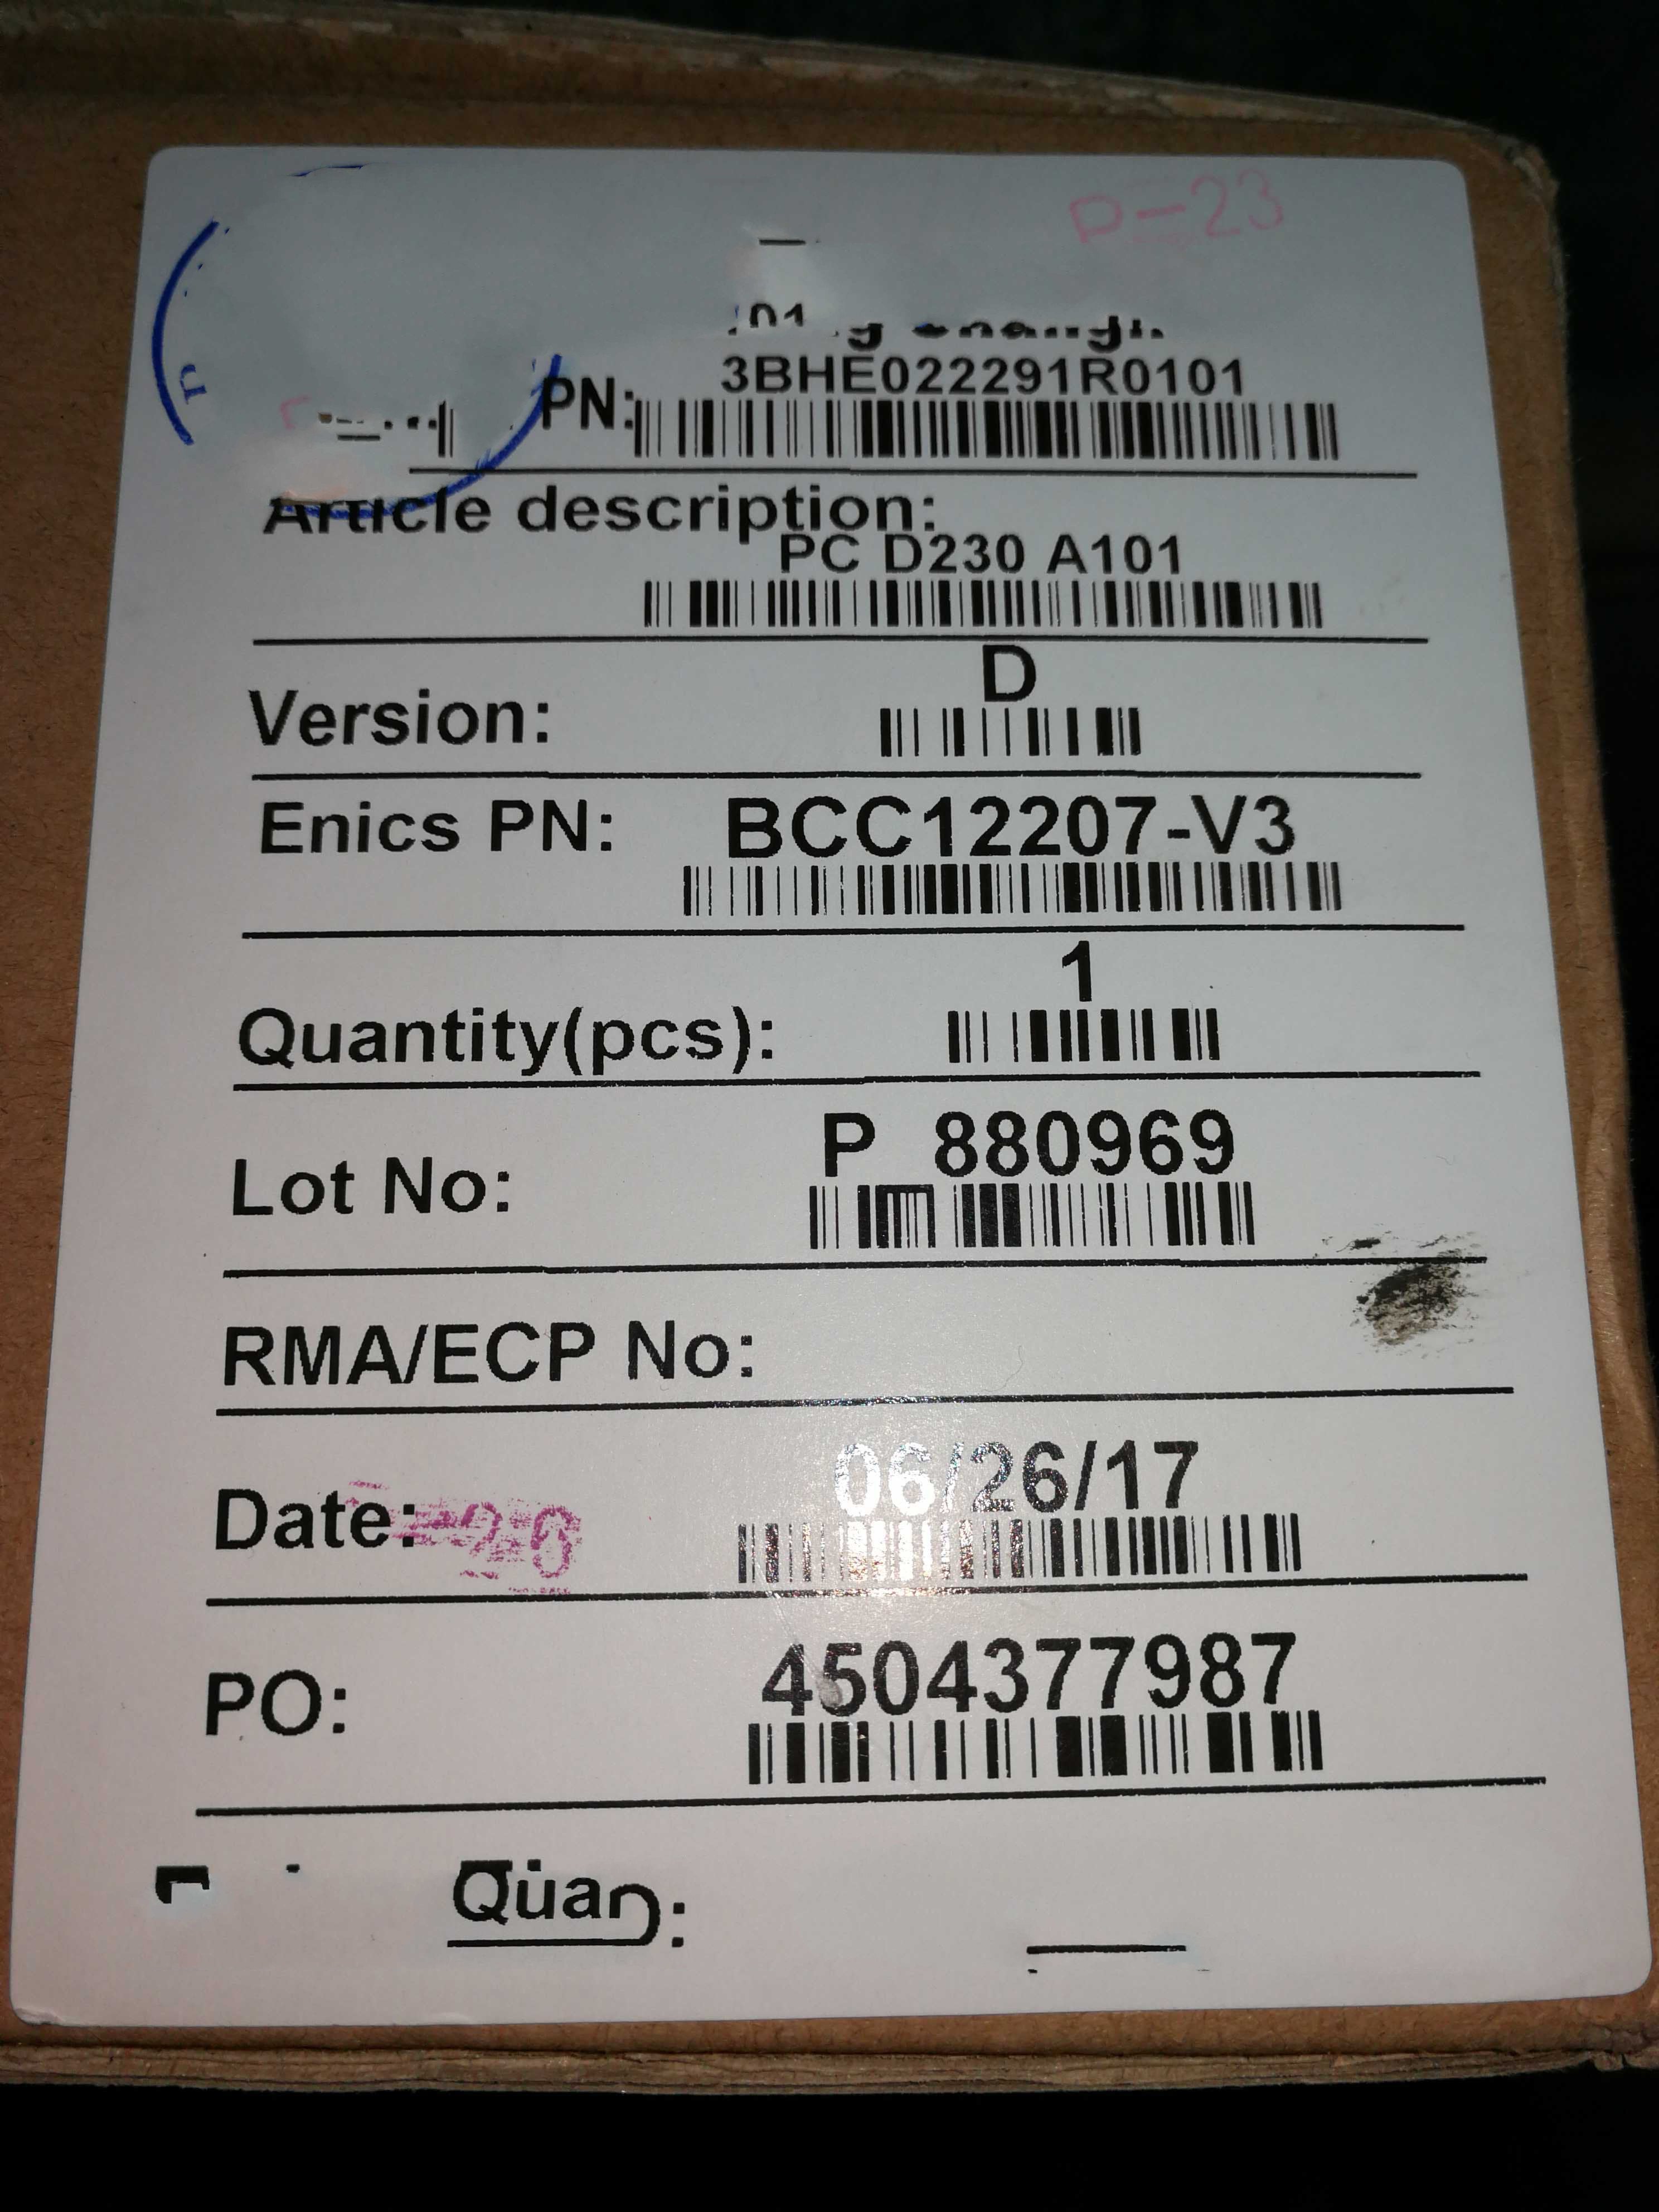 P=23
PN: 3BHE022291R0101
Article description:
PC D230 A101
Version: D
Enics PN: BCC12207-V3
Quantity(pcs): 1
Lot No: P 880969
RMA/ECP No:
Date: 06/26/17
PO: 4504377987